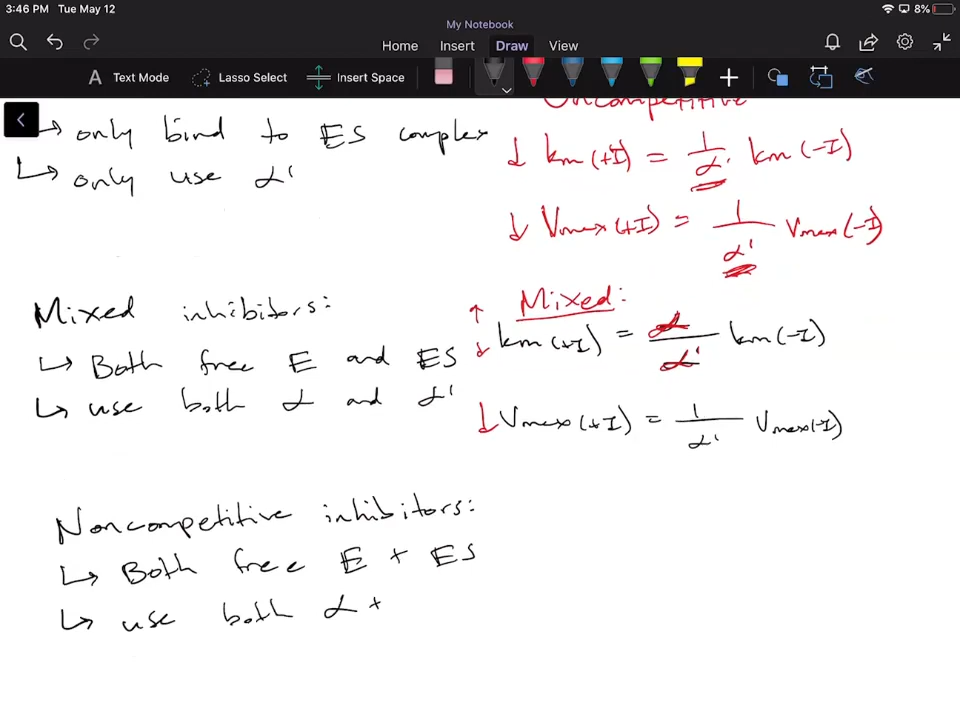 3:46 PM Tue May 12
8%
My Notebook
Home Insert Draw View
A Text Mode Lasso Select Insert Space
↳ only bind to ES complex
↳ only use α'
Uncompetitive
↓ km (+I) = 1/α' km (-I)
↓ Vmax (+I) = 1/α' Vmax (-I)
Mixed inhibitors:
↳ Both free E and ES
↳ use both α and α'
Mixed:
↑↓ km (+I) = α/α' km (-I)
↓ Vmax (+I) = 1/α' Vmax (-I)
Noncompetitive inhibitors:
↳ Both free E + ES
↳ use both α +